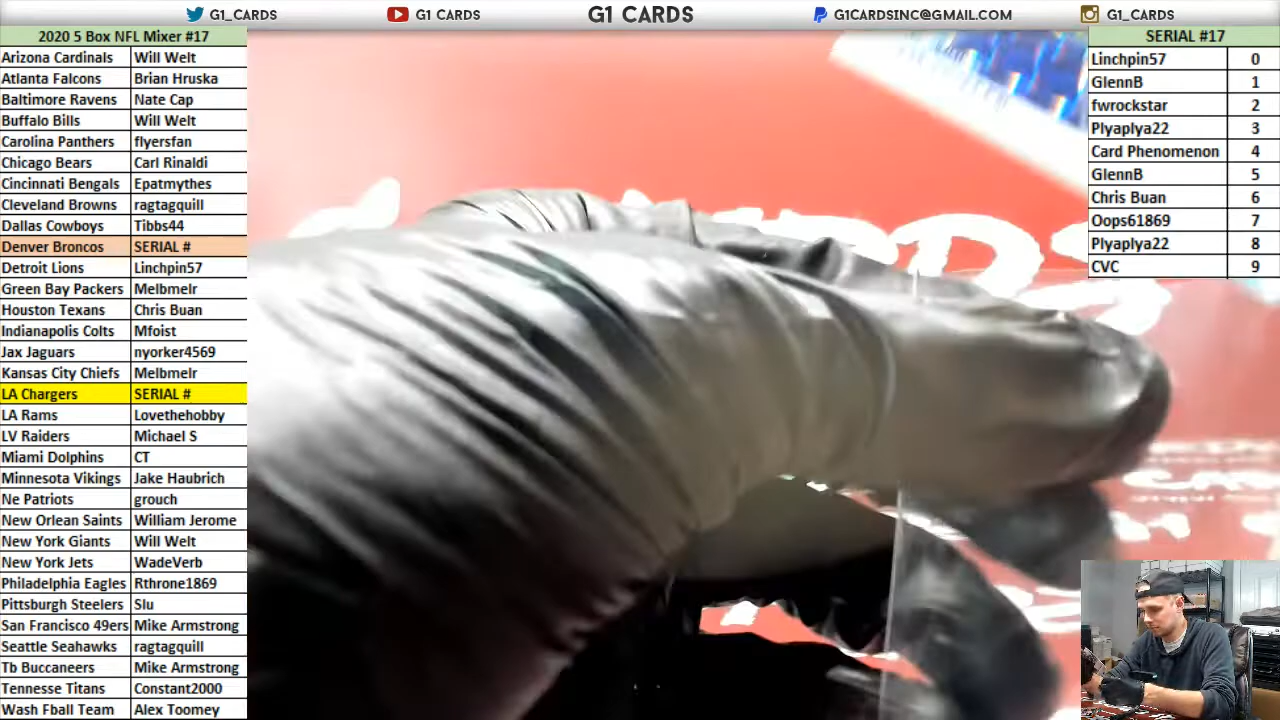 G1_CARDS G1 CARDS G1 CARDS G1CARDSINC@GMAIL.COM G1_CARDS
2020 5 Box NFL Mixer #17
Arizona Cardinals Will Welt
Atlanta Falcons Brian Hruska
Baltimore Ravens Nate Cap
Buffalo Bills Will Welt
Carolina Panthers flyersfan
Chicago Bears Carl Rinaldi
Cincinnati Bengals Epatmythes
Cleveland Browns ragtagquill
Dallas Cowboys Tibbs44
Denver Broncos SERIAL #
Detroit Lions Linchpin57
Green Bay Packers Melbmelr
Houston Texans Chris Buan
Indianapolis Colts Mfoist
Jax Jaguars nyorker4569
Kansas City Chiefs Melbmelr
LA Chargers SERIAL #
LA Rams Lovethehobby
LV Raiders Michael S
Miami Dolphins CT
Minnesota Vikings Jake Haubrich
Ne Patriots grouch
New Orlean Saints William Jerome
New York Giants Will Welt
New York Jets WadeVerb
Philadelphia Eagles Rthrone1869
Pittsburgh Steelers Slu
San Francisco 49ers Mike Armstrong
Seattle Seahawks ragtagquill
Tb Buccaneers Mike Armstrong
Tennesse Titans Constant2000
Wash Fball Team Alex Toomey
SERIAL #17
Linchpin57 0
GlennB 1
fwrockstar 2
Plyaplya22 3
Card Phenomenon 4
GlennB 5
Chris Buan 6
Oops61869 7
Plyaplya22 8
CVC 9